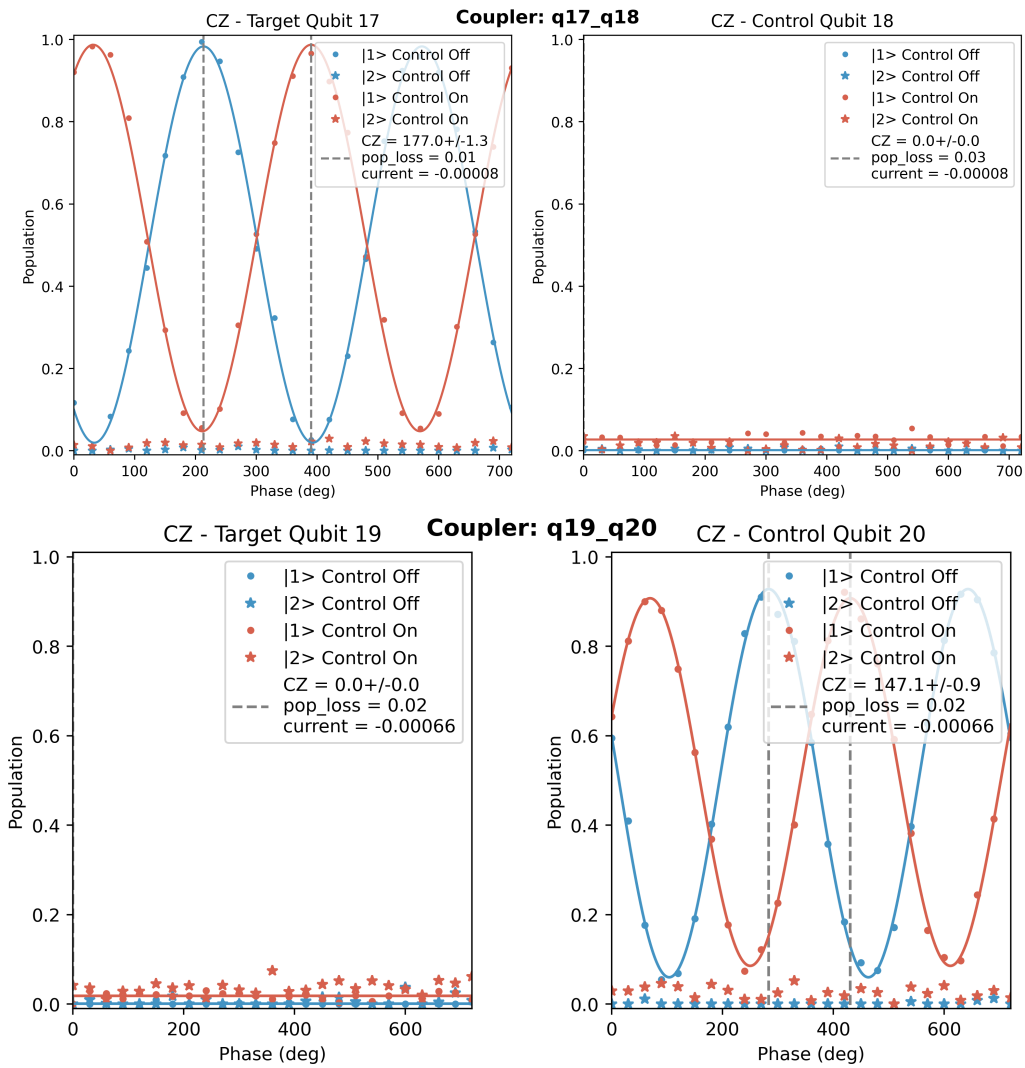 Coupler: q17_q18
CZ - Target Qubit 17
1.0
0.8
0.6
0.4
0.2
0.0
Population
0 100 200 300 400 500 600 700
Phase (deg)
|1> Control Off
|2> Control Off
|1> Control On
|2> Control On
CZ = 177.0+/-1.3
pop_loss = 0.01
current = -0.00008
CZ - Control Qubit 18
1.0
0.8
0.6
0.4
0.2
0.0
Population
0 100 200 300 400 500 600 700
Phase (deg)
|1> Control Off
|2> Control Off
|1> Control On
|2> Control On
CZ = 0.0+/-0.0
pop_loss = 0.03
current = -0.00008
Coupler: q19_q20
CZ - Target Qubit 19
1.0
0.8
0.6
0.4
0.2
0.0
Population
0 200 400 600
Phase (deg)
|1> Control Off
|2> Control Off
|1> Control On
|2> Control On
CZ = 0.0+/-0.0
pop_loss = 0.02
current = -0.00066
CZ - Control Qubit 20
1.0
0.8
0.6
0.4
0.2
0.0
Population
0 200 400 600
Phase (deg)
|1> Control Off
|2> Control Off
|1> Control On
|2> Control On
CZ = 147.1+/-0.9
pop_loss = 0.02
current = -0.00066